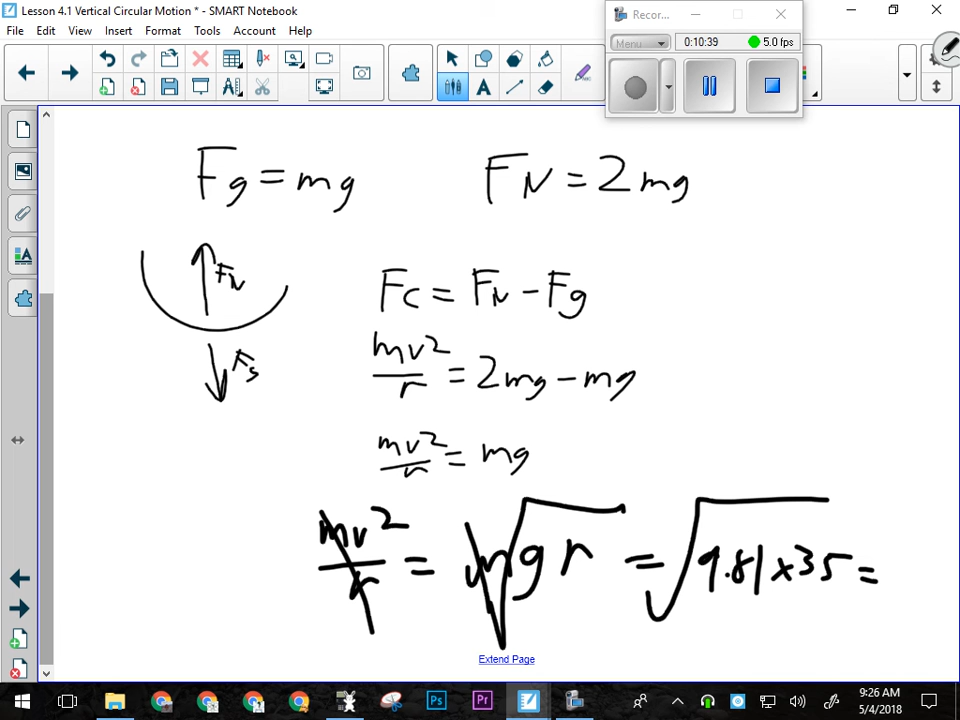 Lesson 4.1 Vertical Circular Motion * - SMART Notebook
Recor...
File Edit View Insert Format Tools Account Help
Menu 0:10:39 5.0 fps
Fg = mg FN = 2mg
FN
Fg
Fc = FN - Fg
mv²/r = 2mg - mg
mv²/r = mg
mv²/r = √mgr = √9.81×35 =
Extend Page
9:26 AM
5/4/2018